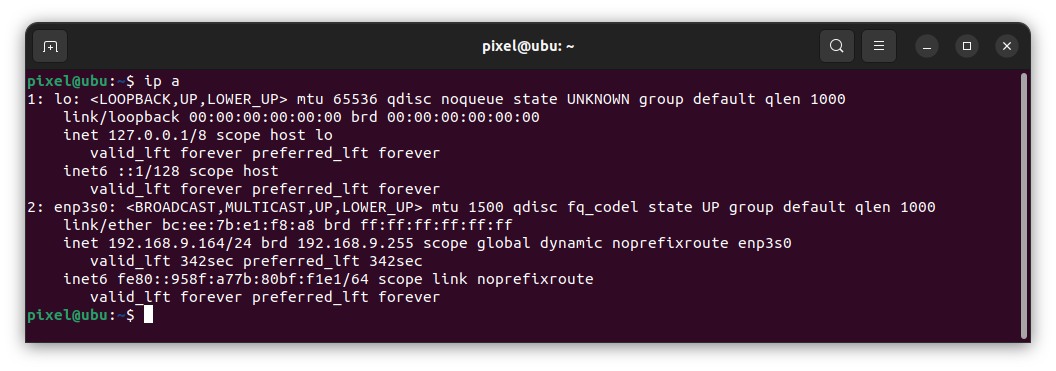 pixel@ubu: ~
pixel@ubu:~$ ip a
1: lo: <LOOPBACK,UP,LOWER_UP> mtu 65536 qdisc noqueue state UNKNOWN group default qlen 1000
    link/loopback 00:00:00:00:00:00 brd 00:00:00:00:00:00
    inet 127.0.0.1/8 scope host lo
       valid_lft forever preferred_lft forever
    inet6 ::1/128 scope host
       valid_lft forever preferred_lft forever
2: enp3s0: <BROADCAST,MULTICAST,UP,LOWER_UP> mtu 1500 qdisc fq_codel state UP group default qlen 1000
    link/ether bc:ee:7b:e1:f8:a8 brd ff:ff:ff:ff:ff:ff
    inet 192.168.9.164/24 brd 192.168.9.255 scope global dynamic noprefixroute enp3s0
       valid_lft 342sec preferred_lft 342sec
    inet6 fe80::958f:a77b:80bf:f1e1/64 scope link noprefixroute
       valid_lft forever preferred_lft forever
pixel@ubu:~$